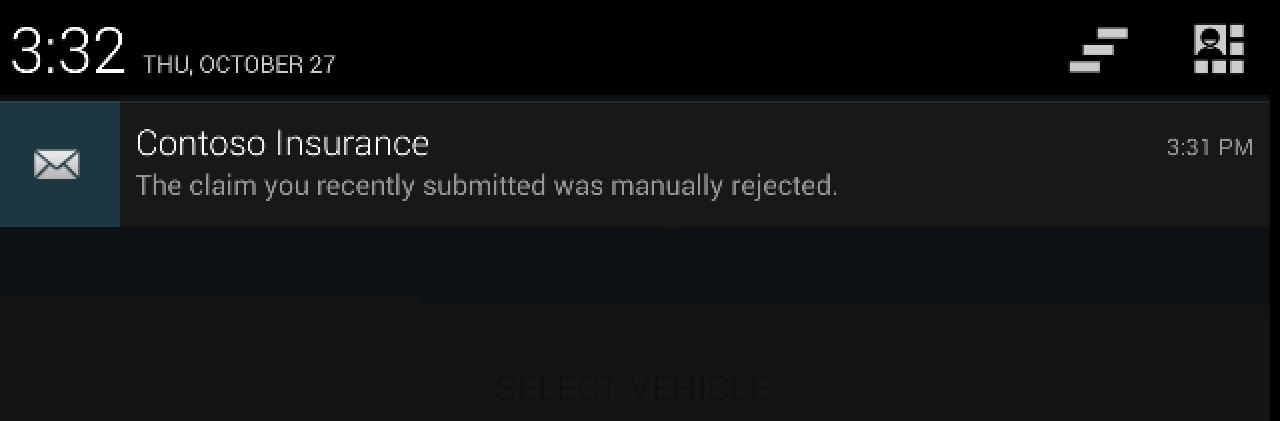 3:32 THU, OCTOBER 27
Contoso Insurance 3:31 PM
The claim you recently submitted was manually rejected.
SELECT VEHICLE